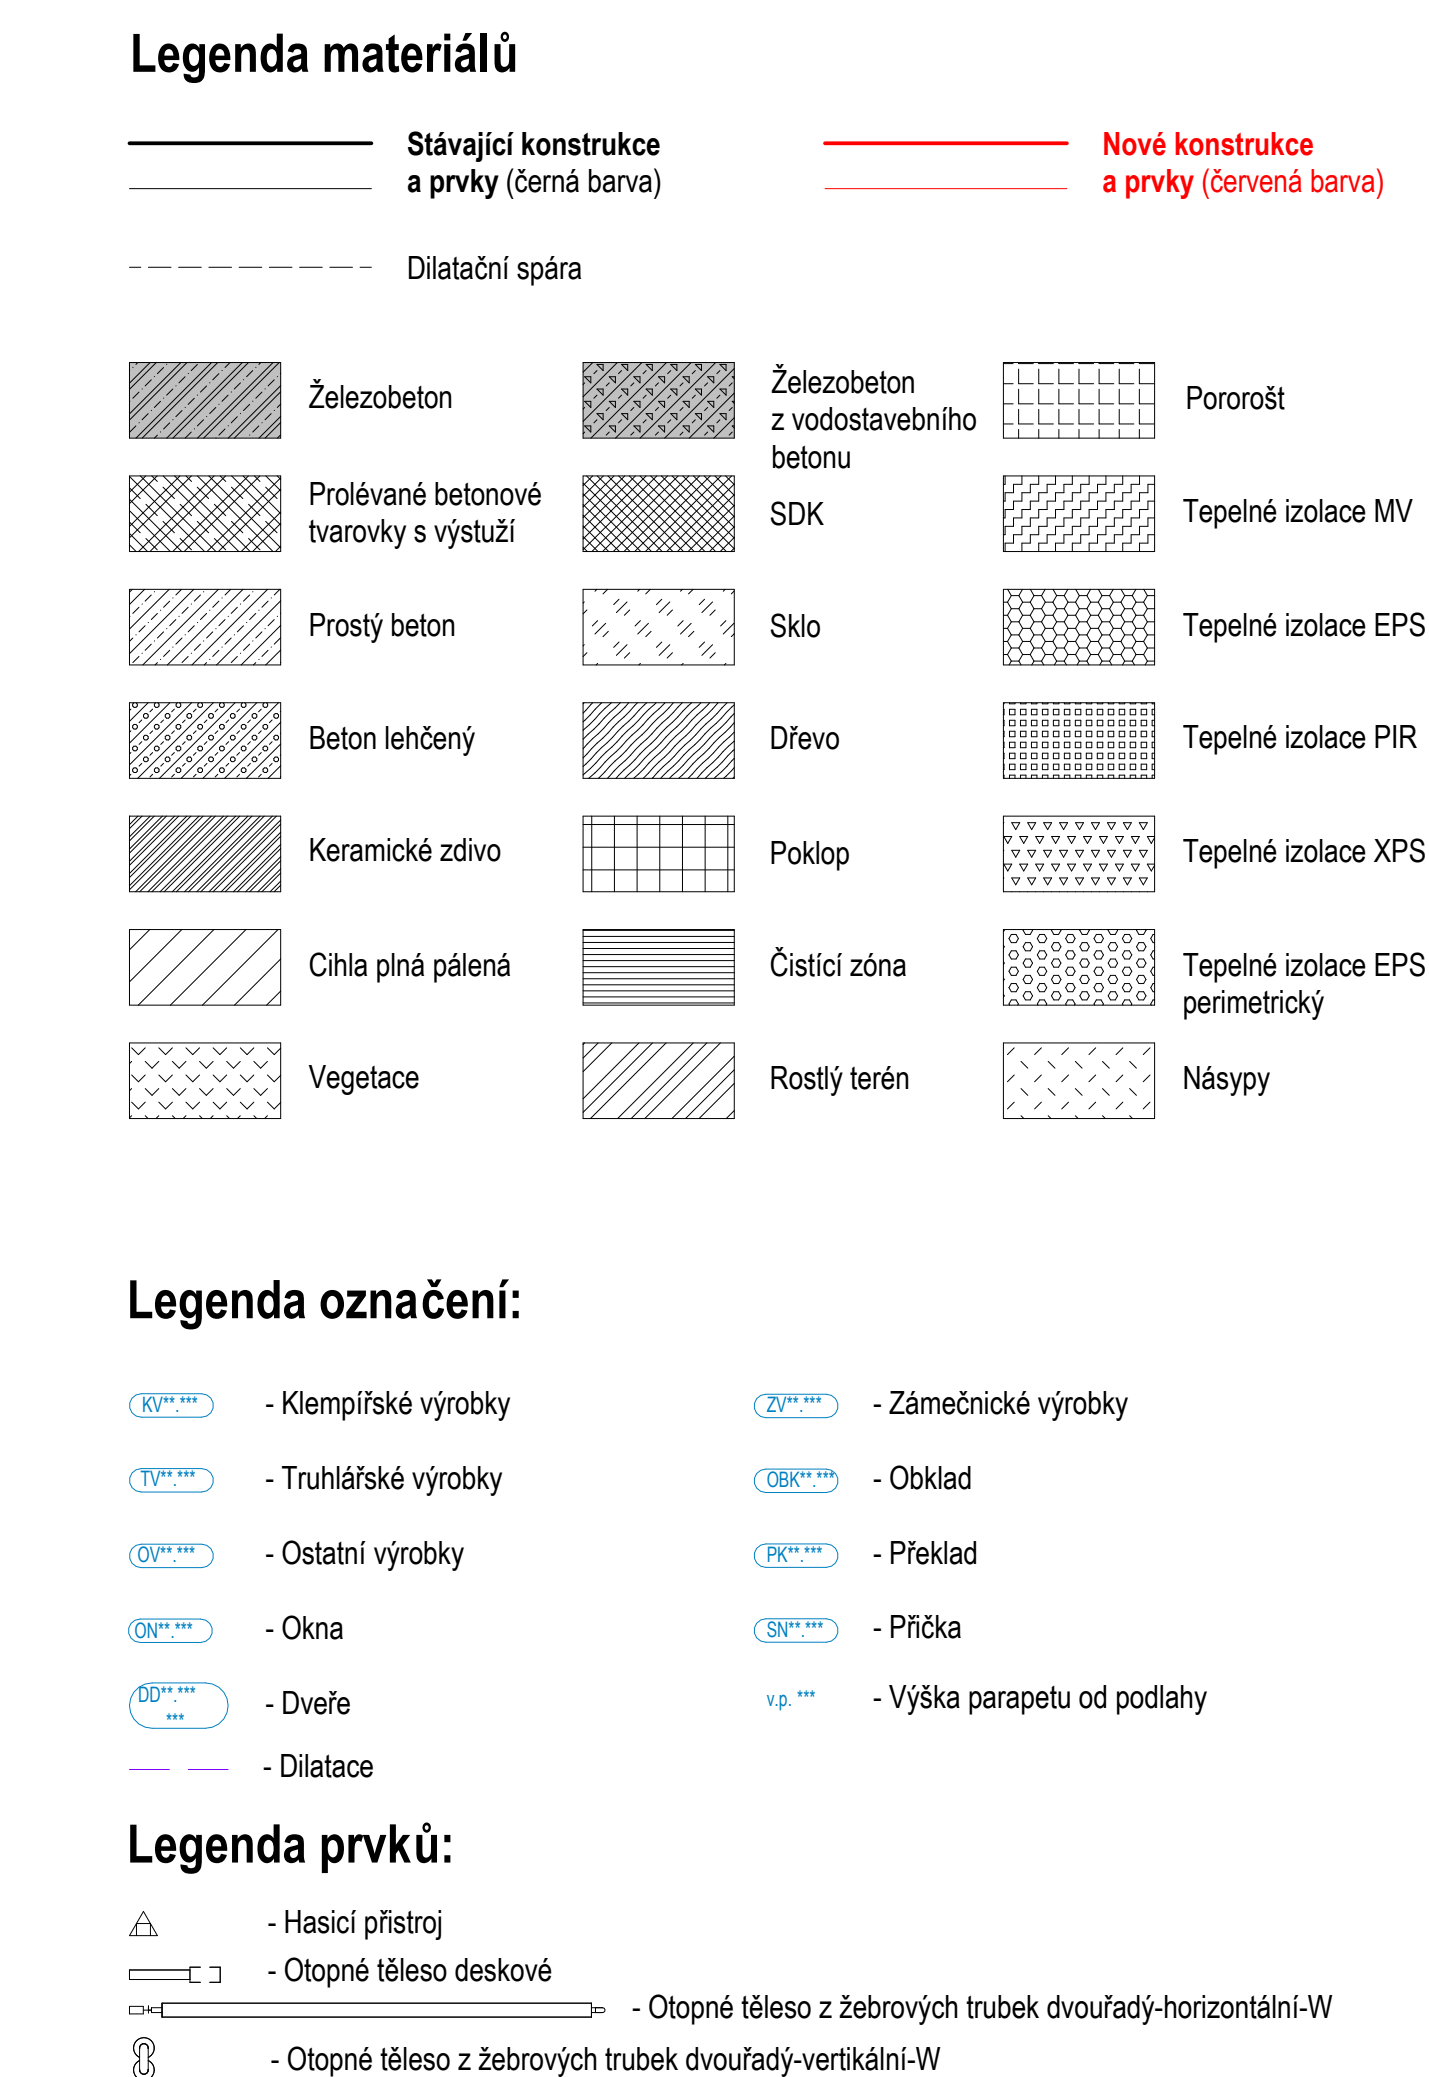 Legenda materiálů
Stávající konstrukce
a prvky (černá barva)
Nové konstrukce
a prvky (červená barva)
Dilatační spára
Železobeton
Železobeton
z vodostavebního
betonu
Pororošt
Prolévané betonové
tvarovky s výstuží
SDK
Tepelné izolace MV
Prostý beton
Sklo
Tepelné izolace EPS
Beton lehčený
Dřevo
Tepelné izolace PIR
Keramické zdivo
Poklop
Tepelné izolace XPS
Cihla plná pálená
Čistící zóna
Tepelné izolace EPS
perimetrický
Vegetace
Rostlý terén
Násypy
Legenda označení:
KV**.*** - Klempířské výrobky
ZV**.*** - Zámečnické výrobky
TV**.*** - Truhlářské výrobky
OBK**.*** - Obklad
OV**.*** - Ostatní výrobky
PK**.*** - Překlad
ON**.*** - Okna
SN**.*** - Přička
DD**.***
*** - Dveře
v.p. *** - Výška parapetu od podlahy
- Dilatace
Legenda prvků:
- Hasicí přistroj
- Otopné těleso deskové
- Otopné těleso z žebrových trubek dvouřadý-horizontální-W
- Otopné těleso z žebrových trubek dvouřadý-vertikální-W